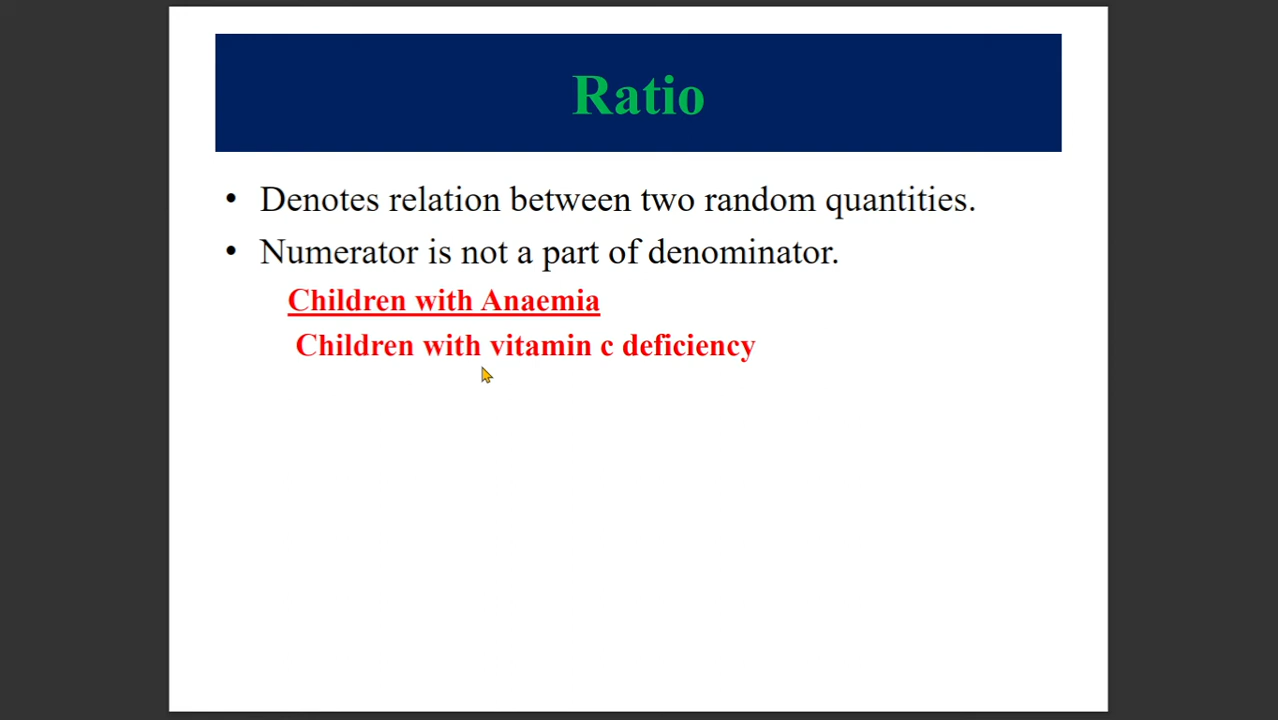 Ratio
• Denotes relation between two random quantities.
• Numerator is not a part of denominator.
Children with Anaemia
Children with vitamin c deficiency